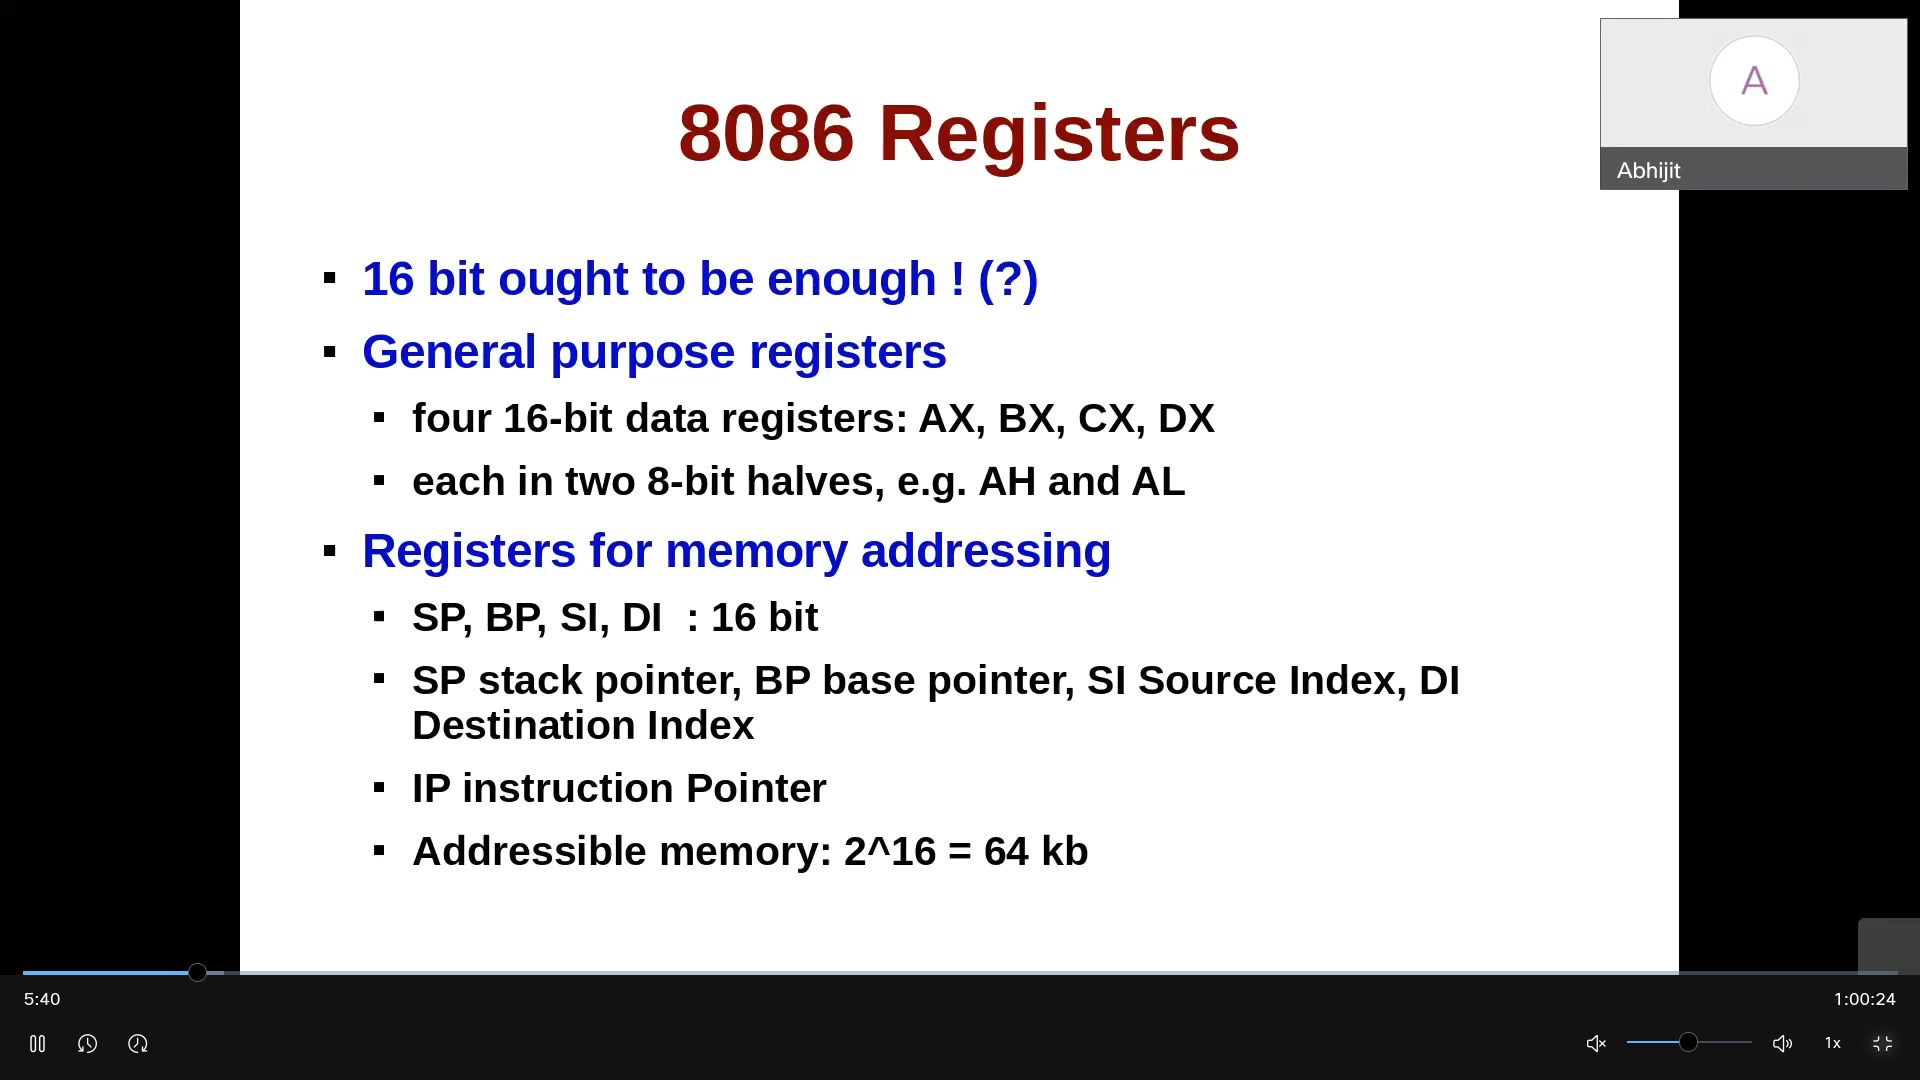 8086 Registers
A
Abhijit
▪ 16 bit ought to be enough ! (?)
▪ General purpose registers
▪ four 16-bit data registers: AX, BX, CX, DX
▪ each in two 8-bit halves, e.g. AH and AL
▪ Registers for memory addressing
▪ SP, BP, SI, DI  : 16 bit
▪ SP stack pointer, BP base pointer, SI Source Index, DI
Destination Index
▪ IP instruction Pointer
▪ Addressible memory: 2^16 = 64 kb
5:40
1:00:24
1x